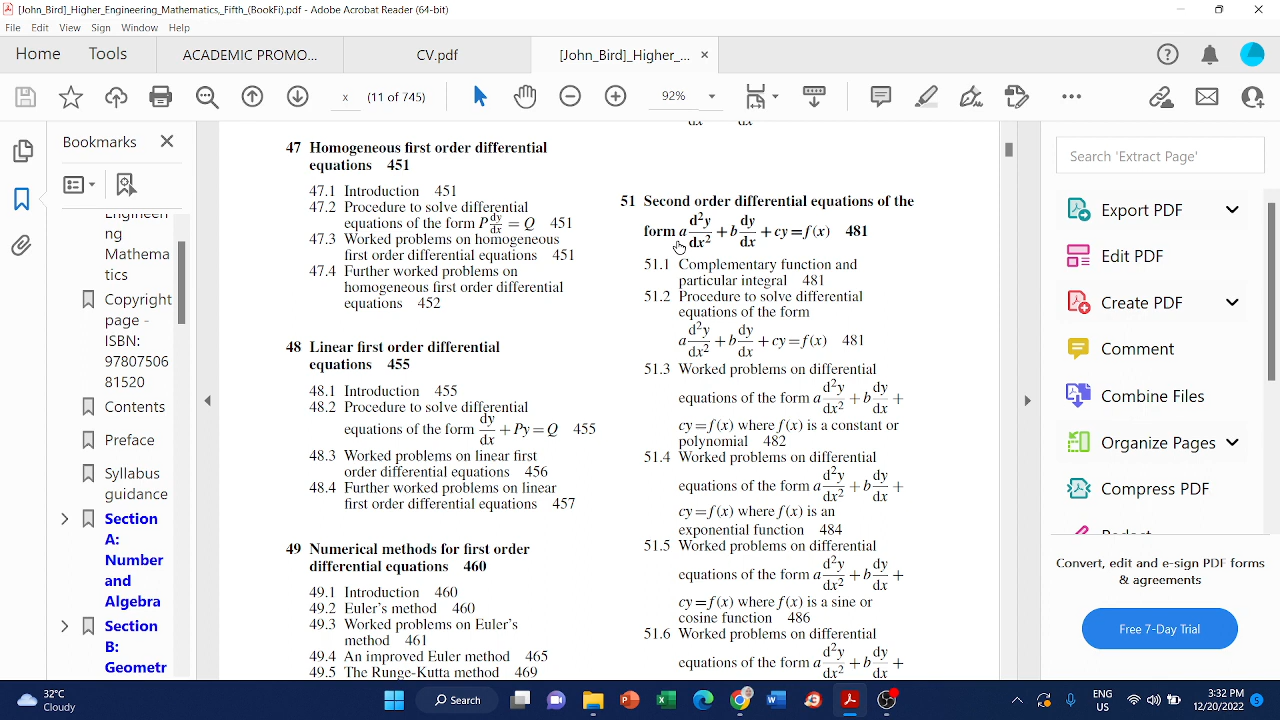 [John_Bird]_Higher_Engineering_Mathematics,_Fifth_(BookFi).pdf - Adobe Acrobat Reader (64-bit)
File Edit View Sign Window Help
Home Tools ACADEMIC PROMO... CV.pdf [John_Bird]_Higher_... ×
x (11 of 745) 92%
Bookmarks
Engineeri
ng
Mathema
tics
Copyright
page -
ISBN:
97807506
81520
Contents
Preface
Syllabus
guidance
Section
A:
Number
and
Algebra
Section
B:
Geometr
dx dx
47 Homogeneous first order differential
equations 451
47.1 Introduction 451
47.2 Procedure to solve differential
equations of the form P dy/dx = Q 451
47.3 Worked problems on homogeneous
first order differential equations 451
47.4 Further worked problems on
homogeneous first order differential
equations 452
48 Linear first order differential
equations 455
48.1 Introduction 455
48.2 Procedure to solve differential
equations of the form dy/dx + Py = Q 455
48.3 Worked problems on linear first
order differential equations 456
48.4 Further worked problems on linear
first order differential equations 457
49 Numerical methods for first order
differential equations 460
49.1 Introduction 460
49.2 Euler's method 460
49.3 Worked problems on Euler's
method 461
49.4 An improved Euler method 465
49.5 The Runge-Kutta method 469
51 Second order differential equations of the
form a d²y/dx² + b dy/dx + cy = f(x) 481
51.1 Complementary function and
particular integral 481
51.2 Procedure to solve differential
equations of the form
a d²y/dx² + b dy/dx + cy = f(x) 481
51.3 Worked problems on differential
equations of the form a d²y/dx² + b dy/dx +
cy = f(x) where f(x) is a constant or
polynomial 482
51.4 Worked problems on differential
equations of the form a d²y/dx² + b dy/dx +
cy = f(x) where f(x) is an
exponential function 484
51.5 Worked problems on differential
equations of the form a d²y/dx² + b dy/dx +
cy = f(x) where f(x) is a sine or
cosine function 486
51.6 Worked problems on differential
equations of the form a d²y/dx² + b dy/dx +
Search 'Extract Page'
Export PDF
Edit PDF
Create PDF
Comment
Combine Files
Organize Pages
Compress PDF
Redact
Convert, edit and e-sign PDF forms
& agreements
Free 7-Day Trial
32°C
Cloudy
Search
ENG
US
3:32 PM
12/20/2022
5